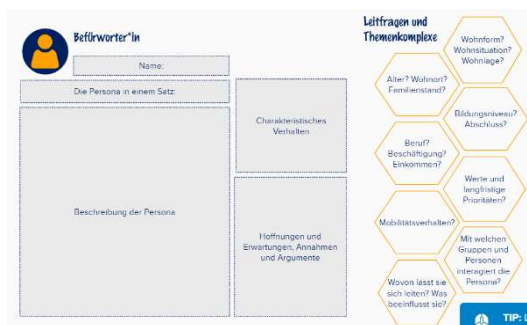 Befürworter*in
Name:
Die Persona in einem Satz:
Beschreibung der Persona
Charakteristisches
Verhalten
Hoffnungen und
Erwartungen, Annahmen
und Argumente
Leitfragen und
Themenkomplexe
Wohnform?
Wohnsituation?
Wohnlage?
Alter? Wohnort?
Familienstand?
Bildungsniveau?
Abschluss?
Beruf?
Beschäftigung?
Einkommen?
Werte und
langfristige
Prioritäten?
Mobilitätsverhalten?
Mit welchen
Gruppen und
Personen
interagiert die
Persona?
Wovon lässt sie
sich leiten? Was
beeinflusst sie?
TIP: